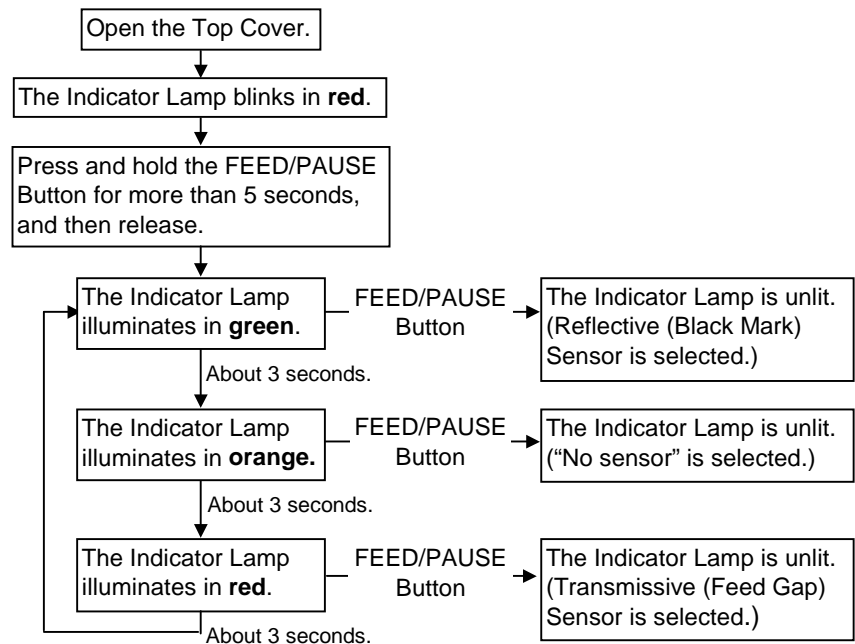 Open the Top Cover.
The Indicator Lamp blinks in red.
Press and hold the FEED/PAUSE
Button for more than 5 seconds,
and then release.
The Indicator Lamp
illuminates in green.
FEED/PAUSE
Button
The Indicator Lamp is unlit.
(Reflective (Black Mark)
Sensor is selected.)
About 3 seconds.
The Indicator Lamp
illuminates in orange.
FEED/PAUSE
Button
The Indicator Lamp is unlit.
(“No sensor” is selected.)
About 3 seconds.
The Indicator Lamp
illuminates in red.
FEED/PAUSE
Button
The Indicator Lamp is unlit.
(Transmissive (Feed Gap)
Sensor is selected.)
About 3 seconds.